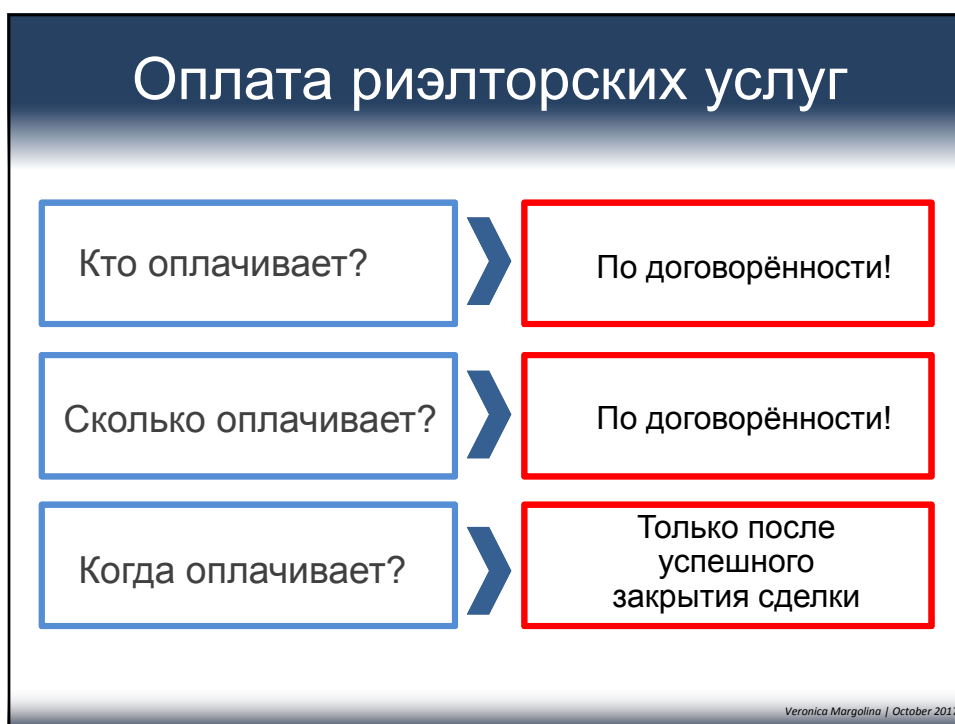 Оплата риэлторских услуг
Кто оплачивает?
По договорённости!
Сколько оплачивает?
По договорённости!
Когда оплачивает?
Только после
успешного
закрытия сделки
Veronica Margolina | October 2017